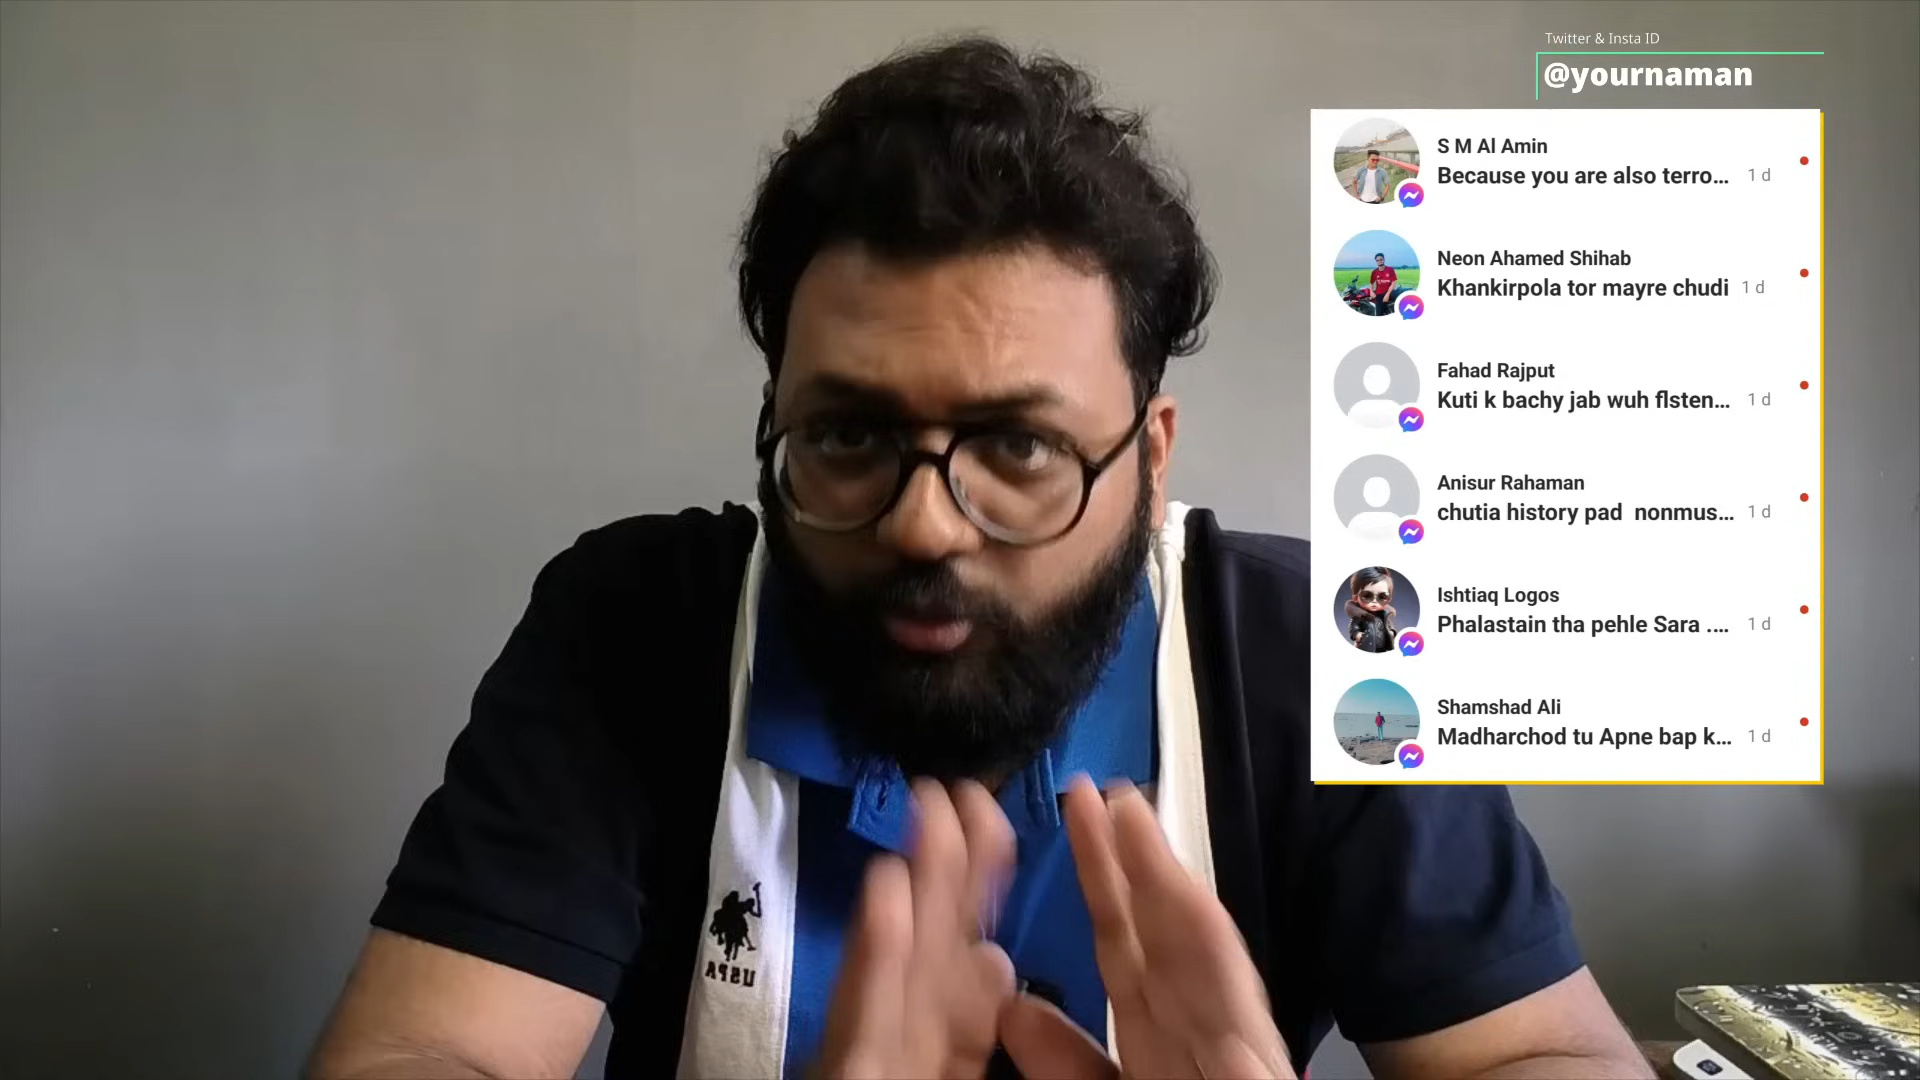 Twitter & Insta ID
@yournaman
S M Al Amin
Because you are also terro... 1 d
Neon Ahamed Shihab
Khankirpola tor mayre chudi 1 d
Fahad Rajput
Kuti k bachy jab wuh flsten... 1 d
Anisur Rahaman
chutia history pad nonmus... 1 d
Ishtiaq Logos
Phalastain tha pehle Sara .... 1 d
Shamshad Ali
Madharchod tu Apne bap k... 1 d
USPA